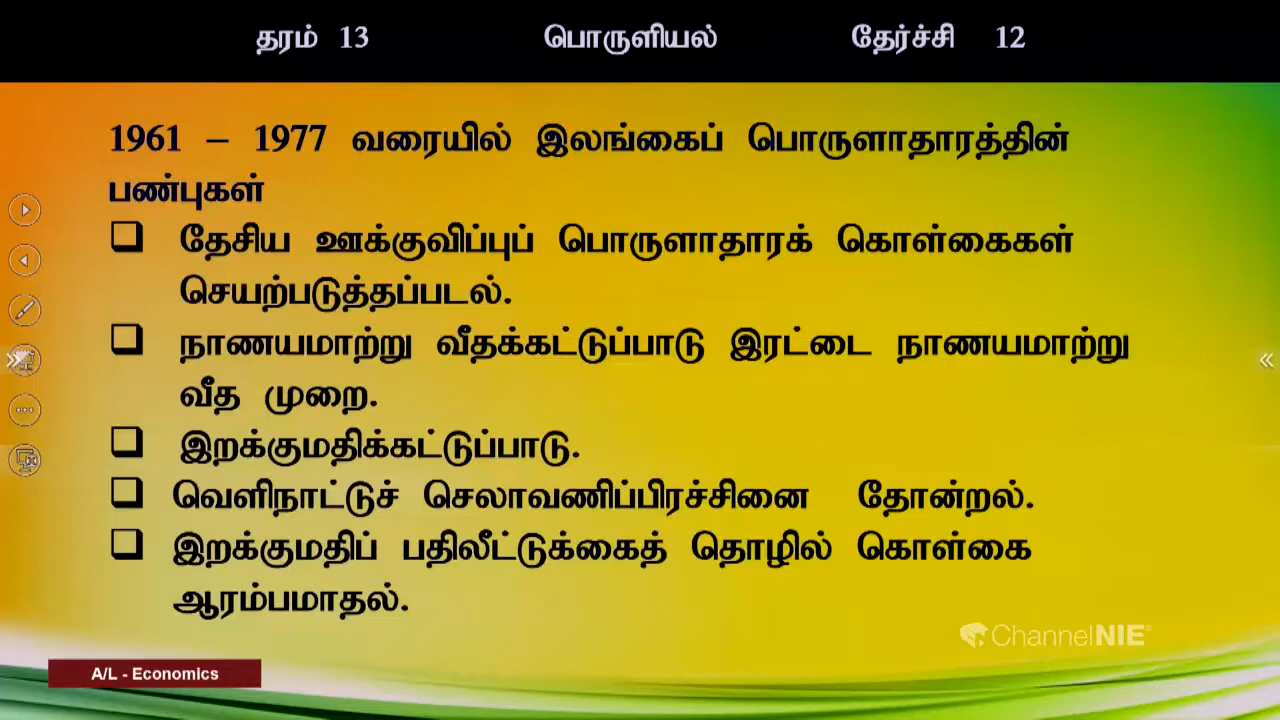 தரம் 13 பொருளியல் தேர்ச்சி 12
1961 – 1977 வரையில் இலங்கைப் பொருளாதாரத்தின்
பண்புகள்
❑ தேசிய ஊக்குவிப்புப் பொருளாதாரக் கொள்கைகள்
செயற்படுத்தப்படல்.
❑ நாணயமாற்று வீதக்கட்டுப்பாடு இரட்டை நாணயமாற்று
வீத முறை.
❑ இறக்குமதிக்கட்டுப்பாடு.
❑ வெளிநாட்டுச் செலாவணிப்பிரச்சினை தோன்றல்.
❑ இறக்குமதிப் பதிலீட்டுக்கைத் தொழில் கொள்கை
ஆரம்பமாதல்.
ChannelNIE
A/L - Economics